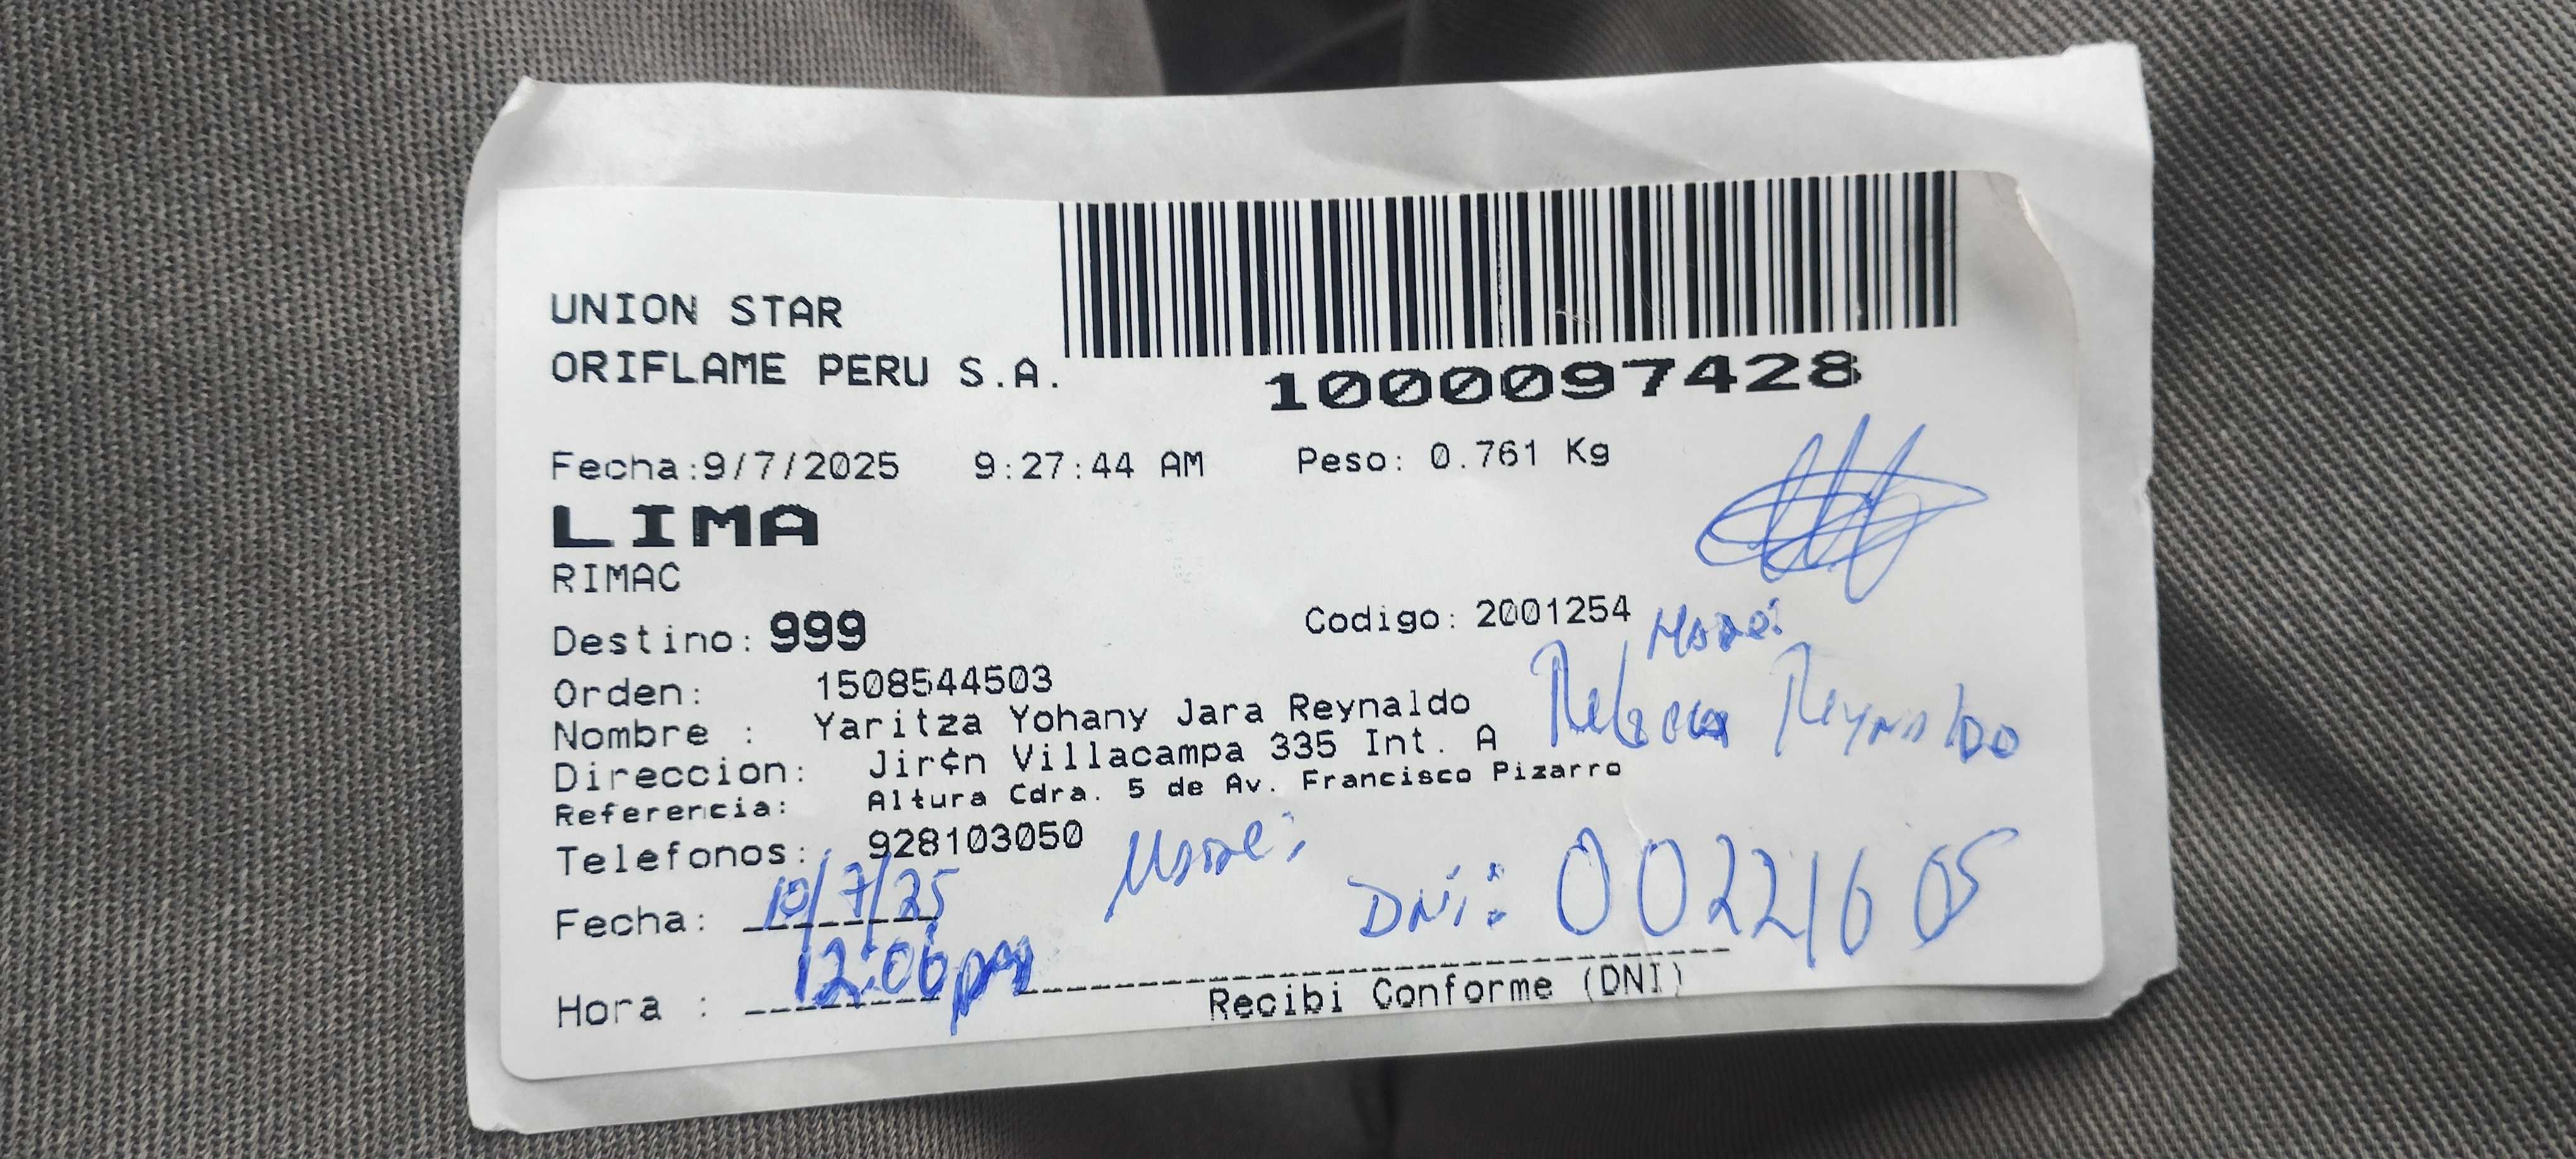 UNION STAR
ORIFLAME PERU S.A.
1000097428
Fecha:9/7/2025 9:27:44 AM Peso: 0.761 Kg
LIMA
RIMAC
Destino: 999 Codigo: 2001254
Orden: 1508544503
Nombre : Yaritza Yohany Jara Reynaldo
Reynaldo
Direccion: Jir¢n Villacampa 335 Int. A
Referencia: Altura Cdra. 5 de Av. Francisco Pizarro
Telefonos: 928103050
Fecha: 10/7/25
DNi: 00221605
Hora : 12:06pm
Recibi Conforme (DNI)